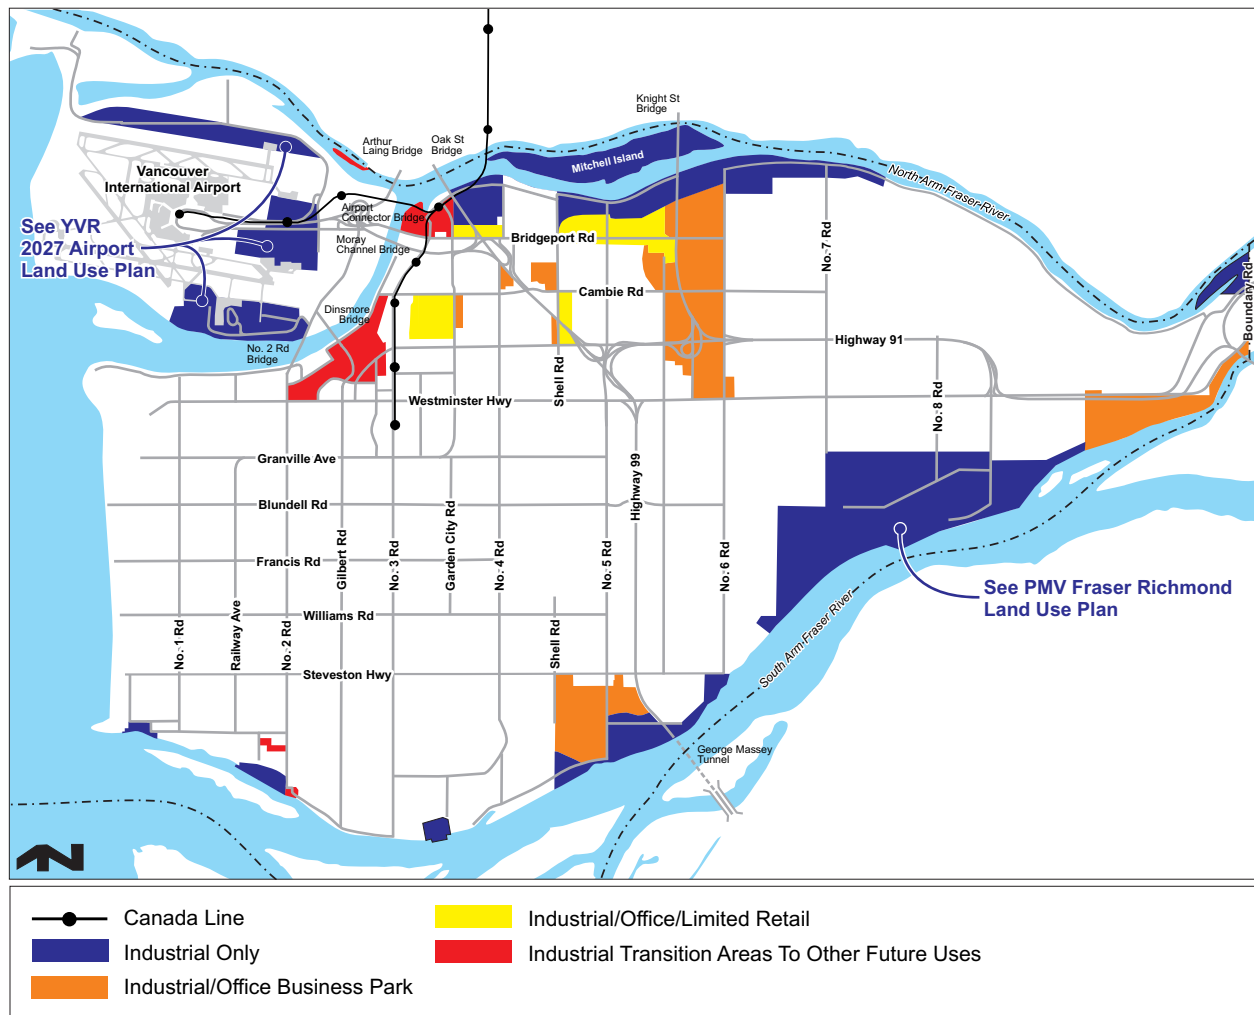 Knight St
Bridge
Arthur
Laing Bridge
Oak St
Bridge
Mitchell Island
Vancouver
International Airport
North Arm Fraser River
Airport
Connector Bridge
See YVR
2027 Airport
Land Use Plan
Moray
Channel Bridge
Bridgeport Rd
No. 7 Rd
Boundary Rd
Cambie Rd
Dinsmore
Bridge
No. 2 Rd
Bridge
Highway 91
Shell Rd
No. 8 Rd
Westminster Hwy
Granville Ave
Highway 99
Blundell Rd
Gilbert Rd
No. 3 Rd
Garden City Rd
No. 4 Rd
No. 5 Rd
No. 6 Rd
Francis Rd
See PMV Fraser Richmond
Land Use Plan
Williams Rd
No. 1 Rd
Railway Ave
No. 2 Rd
Shell Rd
South Arm Fraser River
Steveston Hwy
George Massey
Tunnel
N
Canada Line
Industrial Only
Industrial/Office Business Park
Industrial/Office/Limited Retail
Industrial Transition Areas To Other Future Uses